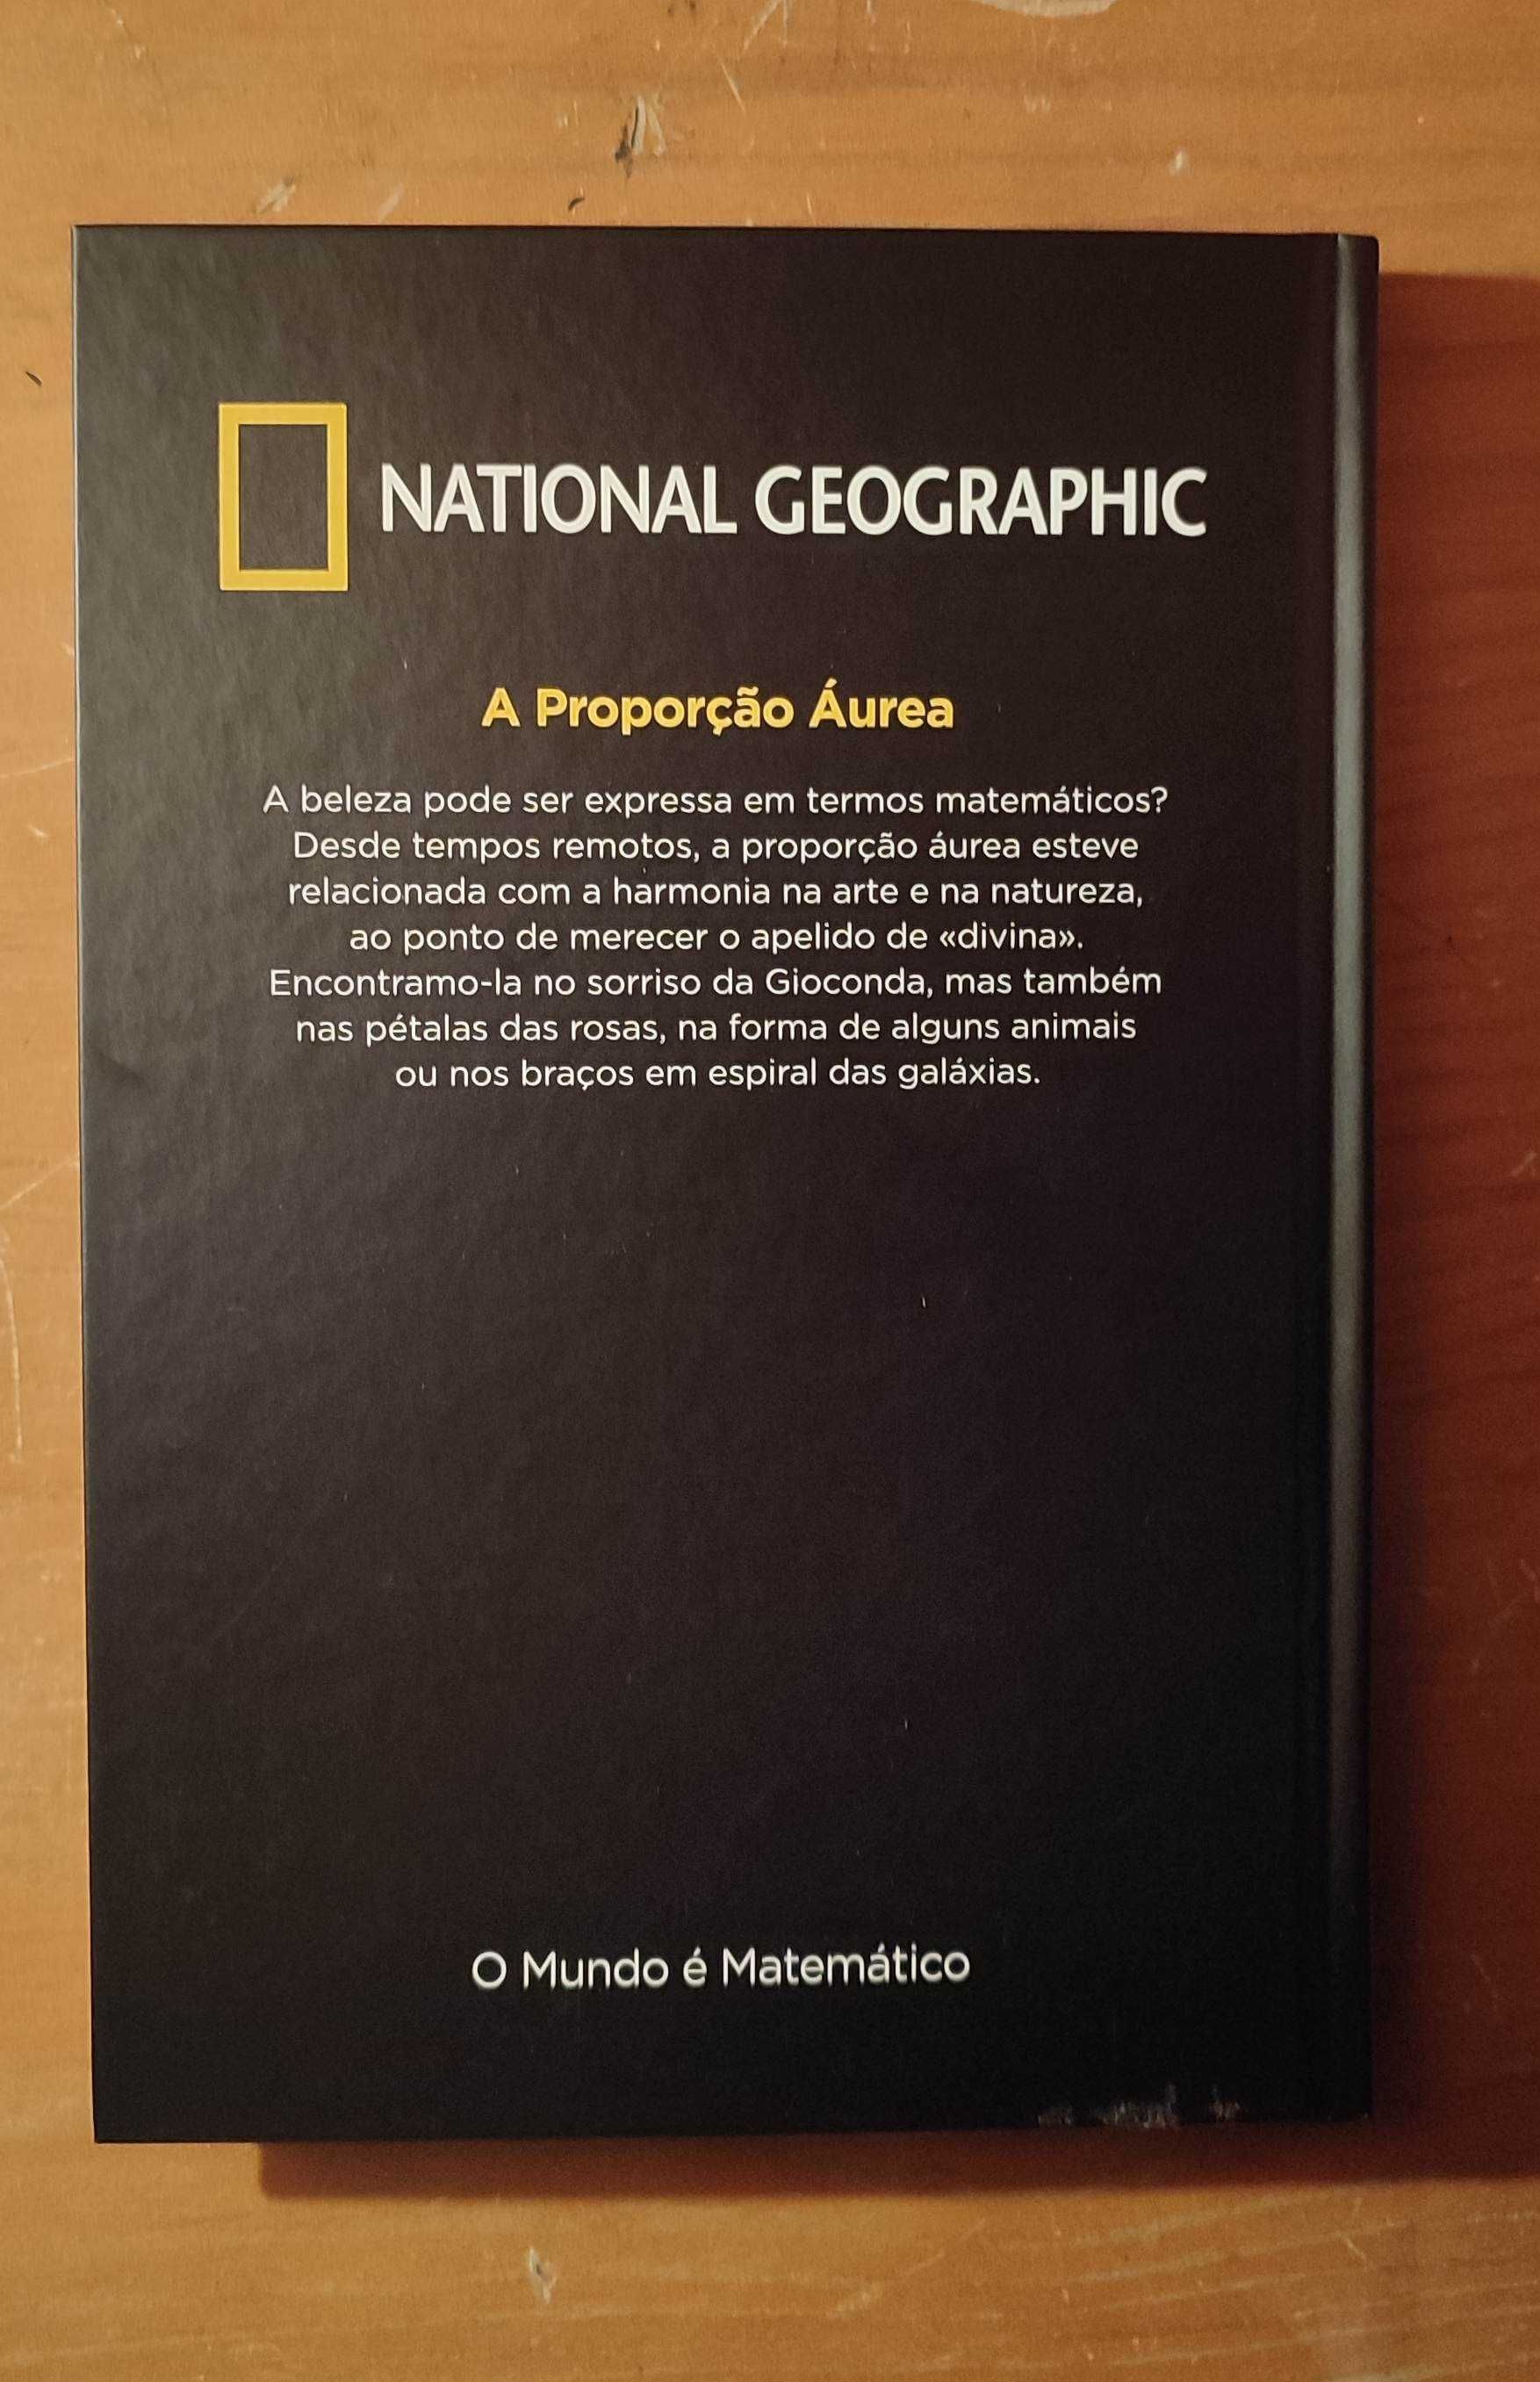 NATIONAL GEOGRAPHIC
A Proporção Áurea
A beleza pode ser expressa em termos matemáticos?
Desde tempos remotos, a proporção áurea esteve
relacionada com a harmonia na arte e na natureza,
ao ponto de merecer o apelido de «divina».
Encontramo-la no sorriso da Gioconda, mas também
nas pétalas das rosas, na forma de alguns animais
ou nos braços em espiral das galáxias.
O Mundo é Matemático